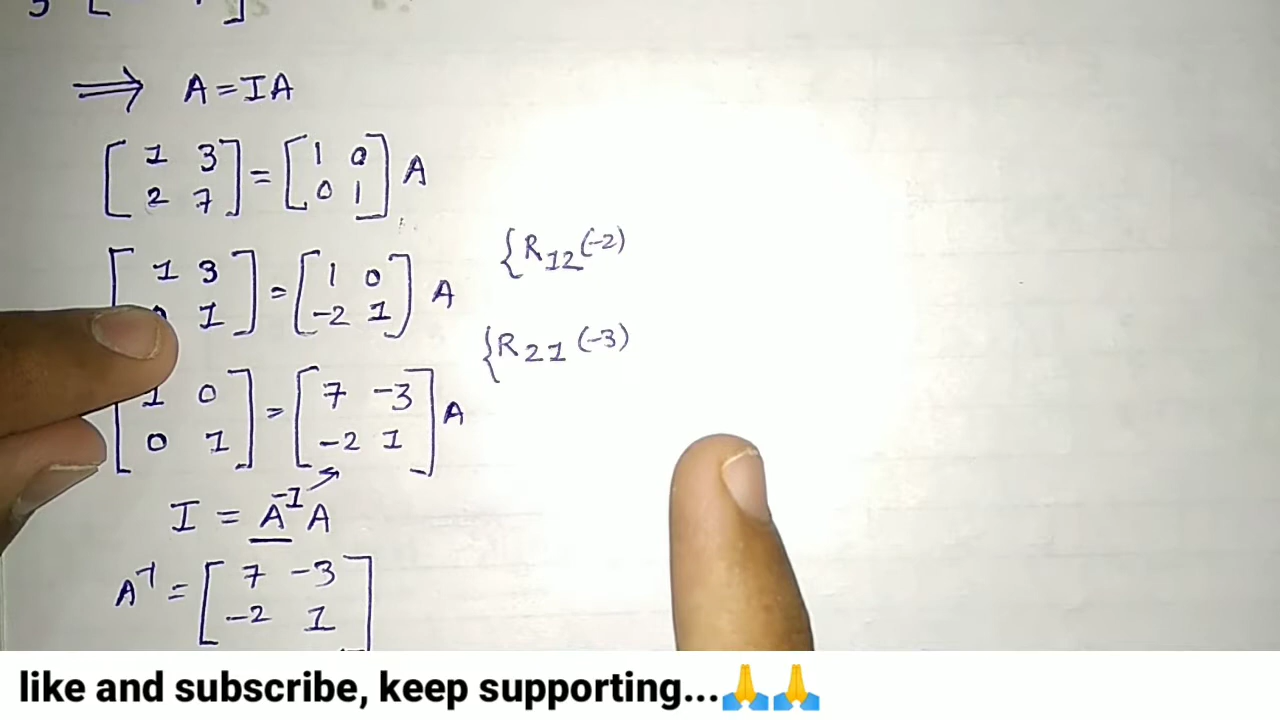 ⇒ A = IA
[1 3] = [1 0] A
[2 7] [0 1]
{R12(-2)
[1 3] = [1 0] A
[0 1] [-2 1]
{R21(-3)
[1 0] = [7 -3] A
[0 1] [-2 1]
I = A⁻¹A
A⁻¹ = [7 -3]
[-2 1]
like and subscribe, keep supporting...🙏🙏